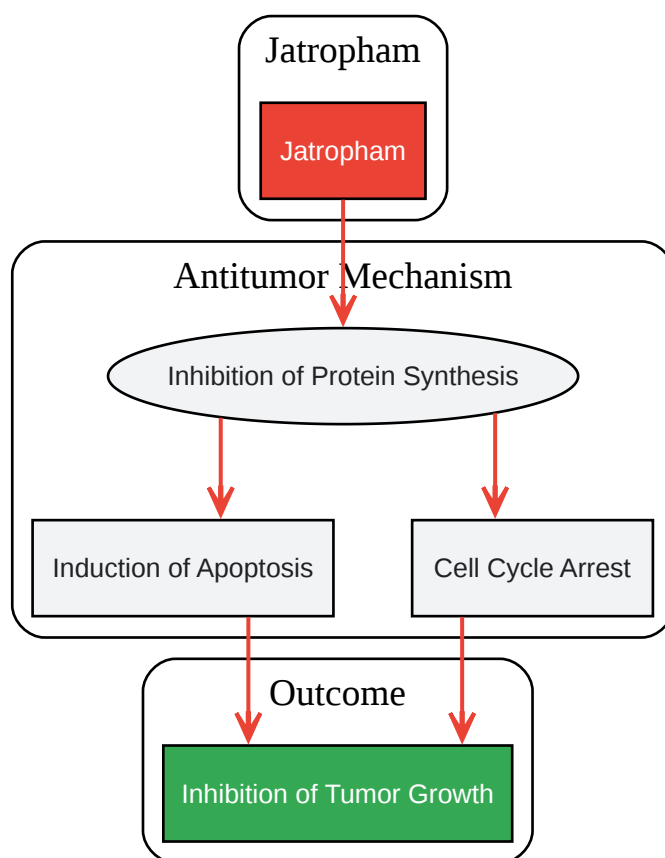 Jatropham
Jatropham
Antitumor Mechanism
Inhibition of Protein Synthesis
Induction of Apoptosis
Cell Cycle Arrest
Outcome
Inhibition of Tumor Growth